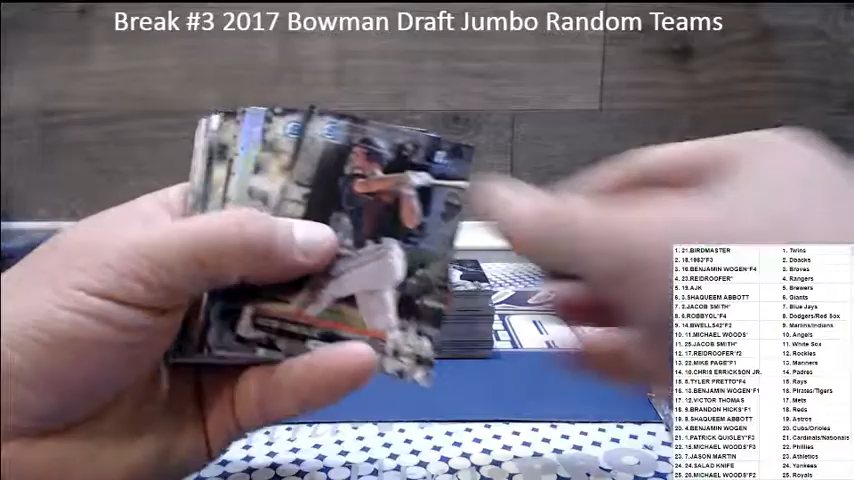 Break #3 2017 Bowman Draft Jumbo Random Teams
1. 21. BIRDMASTER 1. Twins
2. 18. 1982*F3 2. Dbacks
3. 16. BENJAMIN WOGEN*F4 3. Braves
4. 23. REIDROOFER* 4. Rangers
5. 19. AJK 5. Brewers
6. 3. SHAQUEEM ABBOTT 6. Giants
7. 2. JACOB SMITH* 7. Blue Jays
8. 6. ROBBYOL*F4 8. Dodgers/Red Sox
9. 14. BWELLS42*F2 9. Marlins/Indians
10. 11. MICHAEL WOODS* 10. Angels
11. 25. JACOB SMITH*F1 11. White Sox
12. 17. REIDROOFER*f2 12. Rockies
13. 22. MIKE PAGE*F1 13. Mariners
14. 10. CHRIS ERRICKSON JR. 14. Padres
15. 8. TYLER PRETTO*F4 15. Rays
16. 13. BENJAMIN WOGEN*F1 16. Pirates/Tigers
17. 12. VICTOR THOMAS 17. Mets
18. 9. BRANDON HICKS*F1 18. Reds
19. 5. SHAQUEEM ABBOTT 19. Astros
20. 4. BENJAMIN WOGEN*F2 20. Cubs/Orioles
21. 1. PATRICK QUIGLEY*F3 21. Cardinals/Nationals
22. 15. MICHAEL WOODS*F3 22. Phillies
23. 7. JASON MARTIN 23. Athletics
24. 24. SALAD KNIFE 24. Yankees
25. 20. MICHAEL WOODS*F2 25. Royals